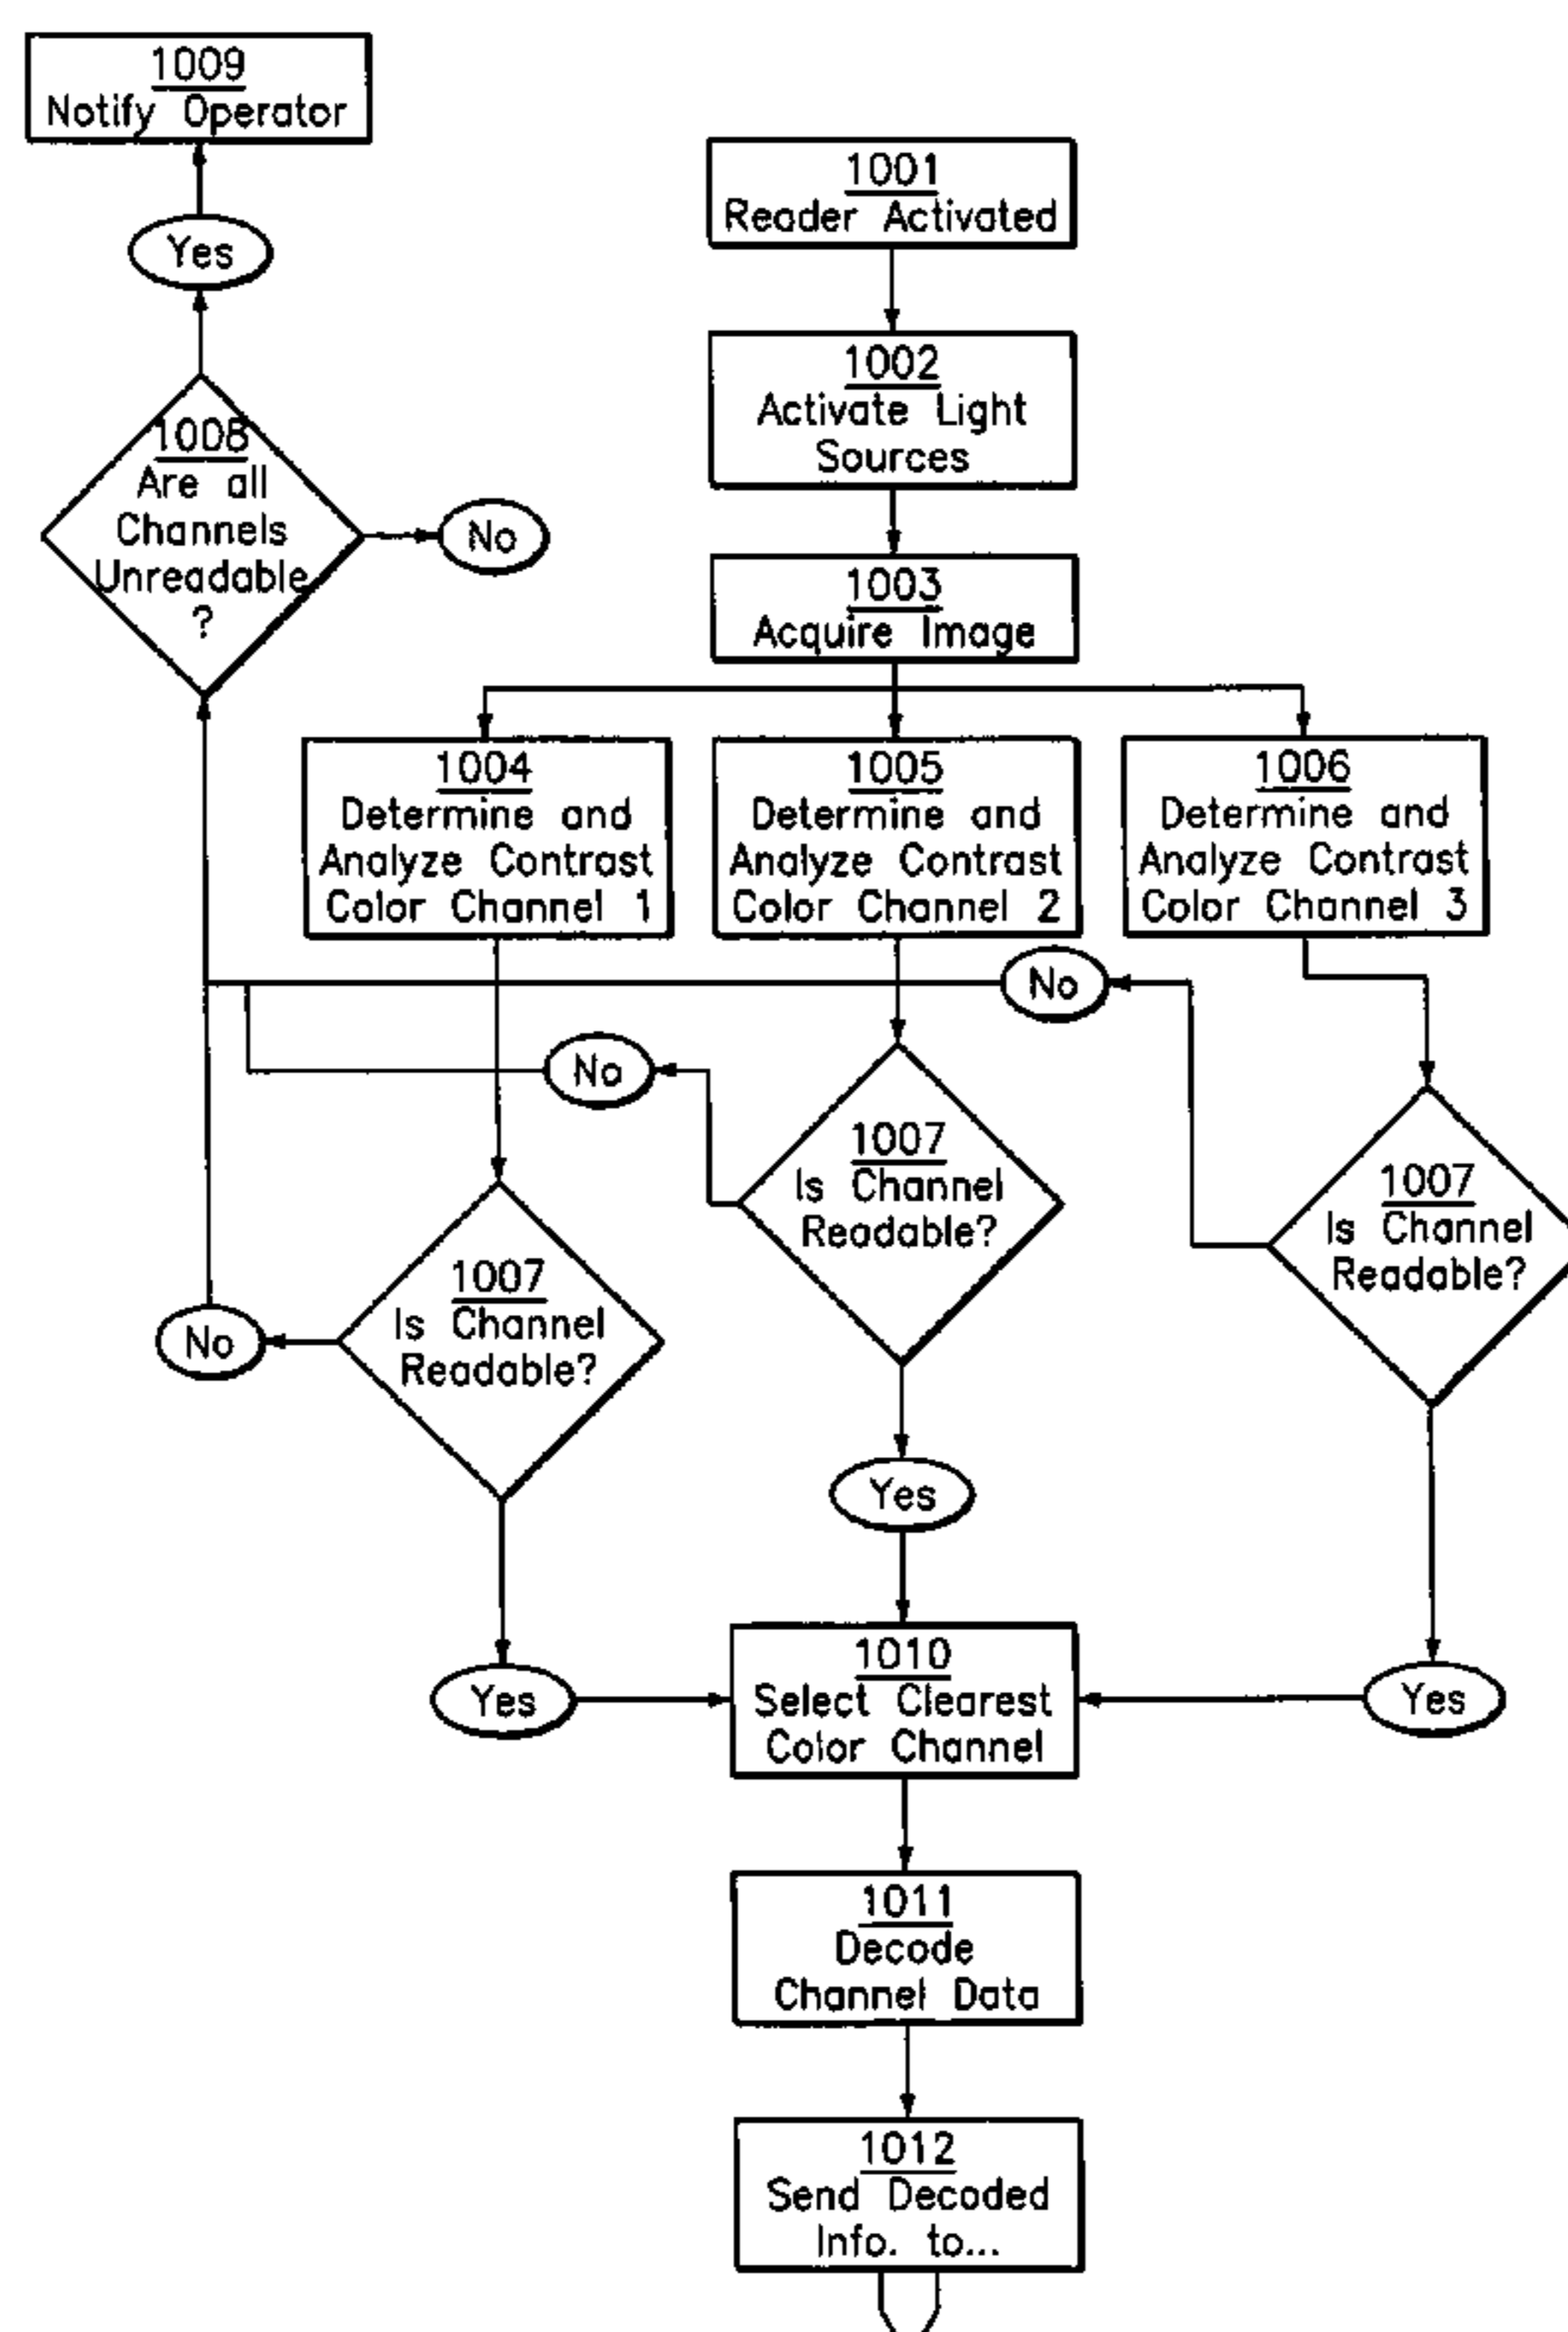 1009
Notify Operator
Yes
1008
Are all
Channels
Unreadable
?
No
1001
Reader Activated
1002
Activate Light
Sources
1003
Acquire Image
1004
Determine and
Analyze Contrast
Color Channel 1
1005
Determine and
Analyze Contrast
Color Channel 2
1006
Determine and
Analyze Contrast
Color Channel 3
No
No
1007
Is Channel
Readable?
1007
Is Channel
Readable?
1007
Is Channel
Readable?
No
Yes
Yes
1010
Select Clearest
Color Channel
Yes
1011
Decode
Channel Data
1012
Send Decoded
Info. to...